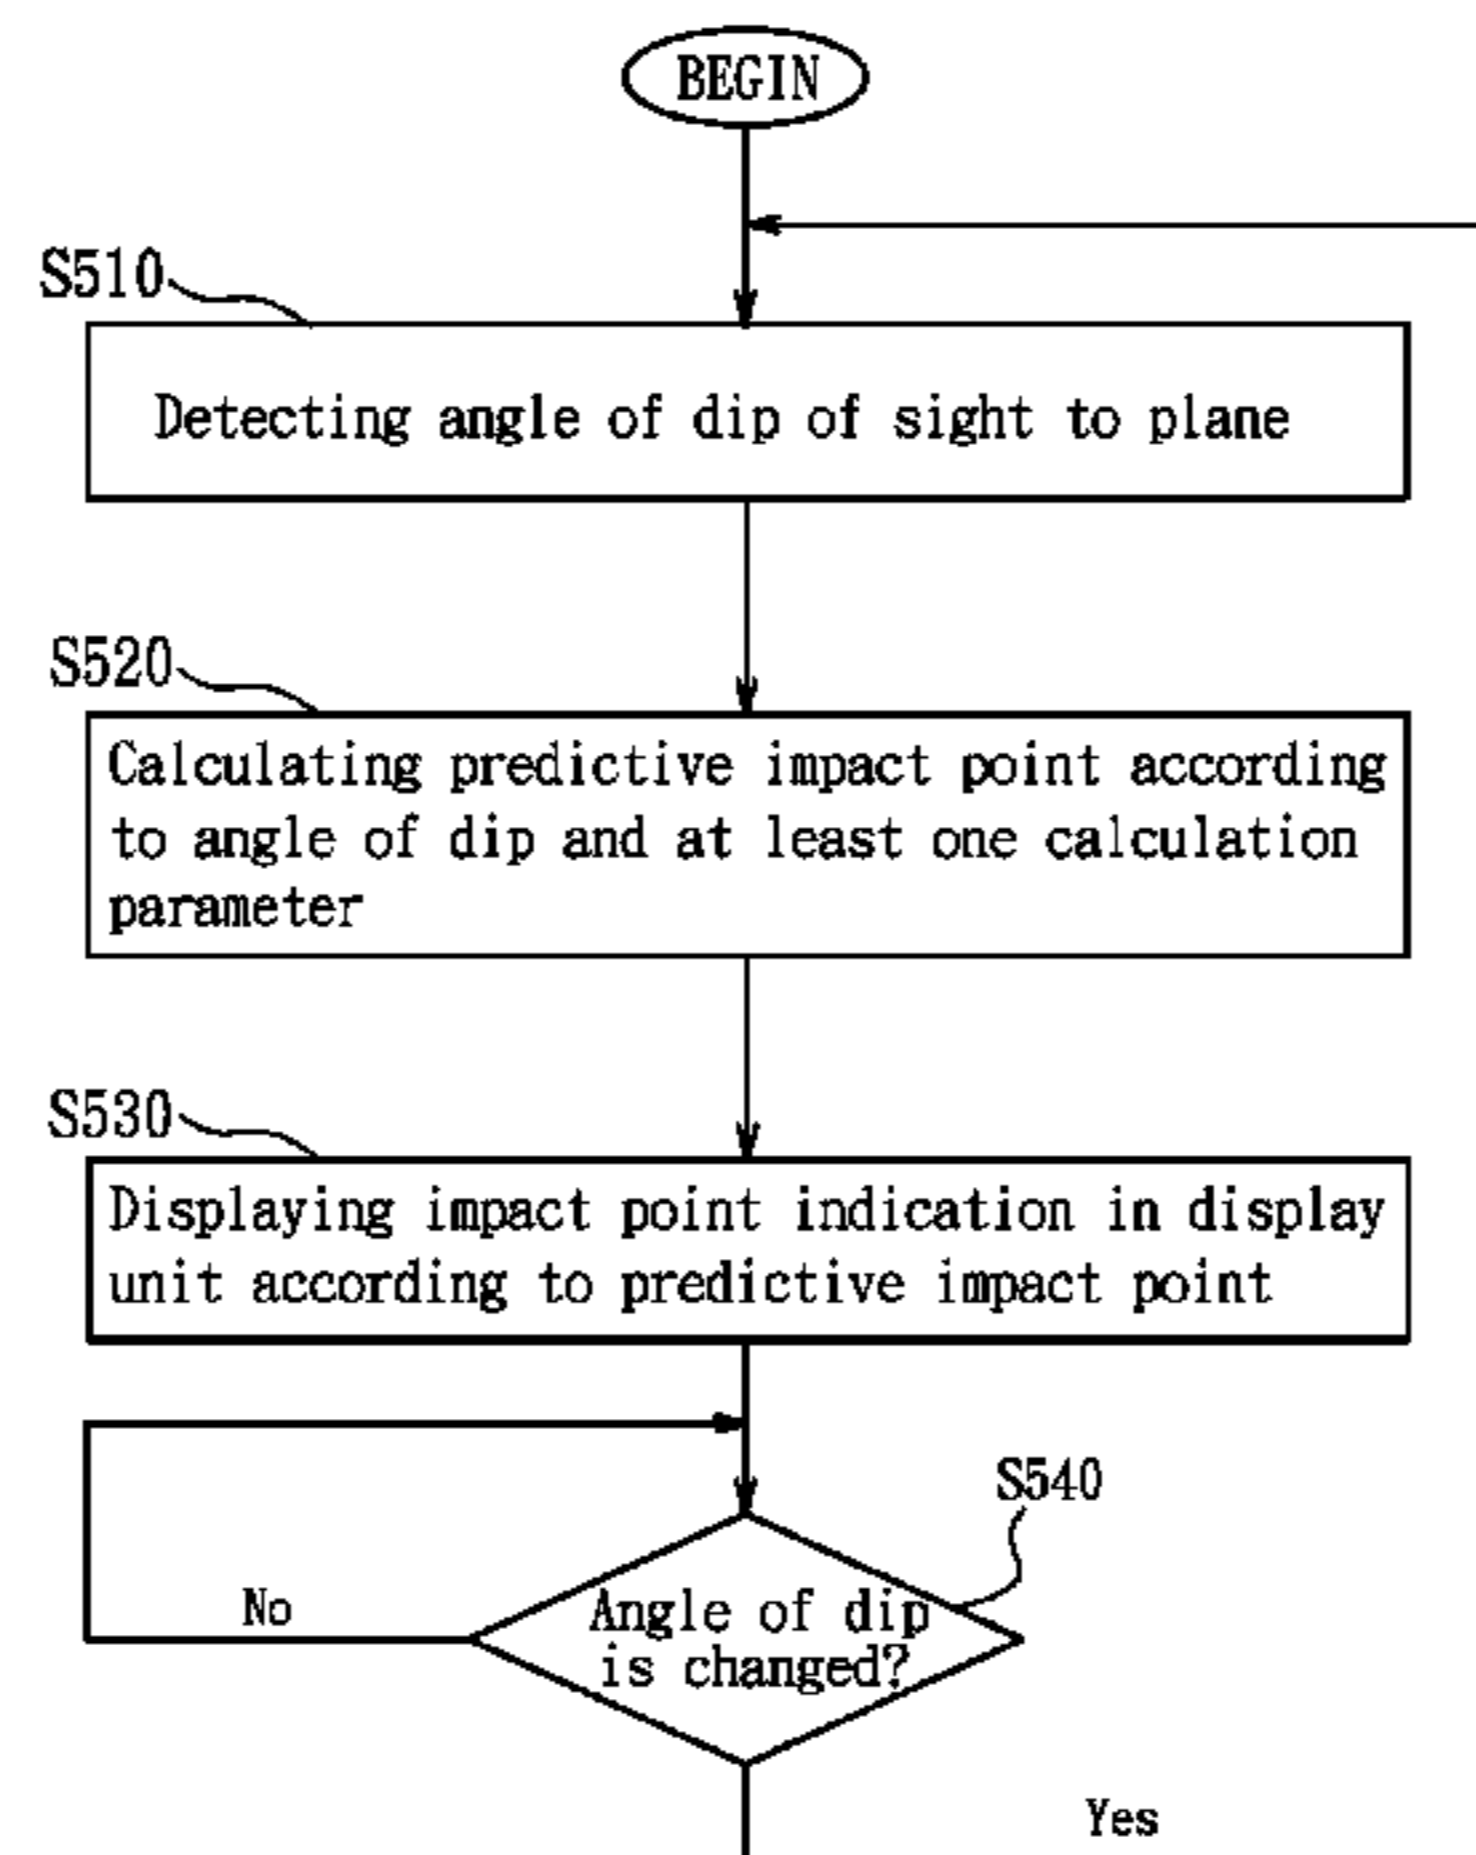 BEGIN
S510
Detecting angle of dip of sight to plane
S520
Calculating predictive impact point according
to angle of dip and at least one calculation
parameter
S530
Displaying impact point indication in display
unit according to predictive impact point
S540
No
Angle of dip
is changed?
Yes